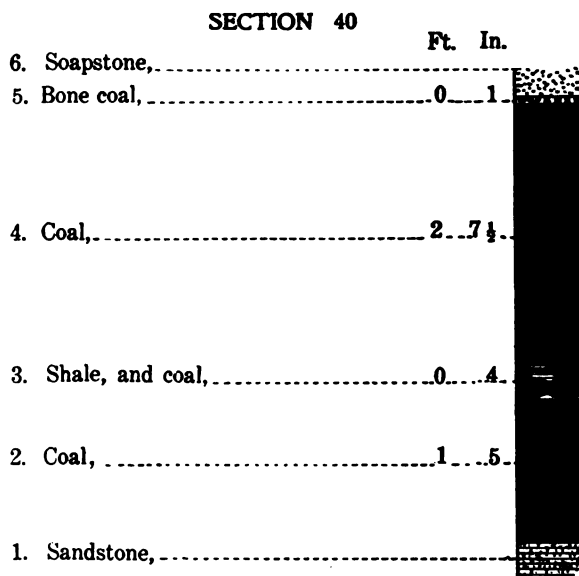 SECTION 40
Ft. In.
6. Soapstone,
5. Bone coal, 0 1
4. Coal, 2 7½
3. Shale, and coal, 0 4
2. Coal, 1 5
1. Sandstone,